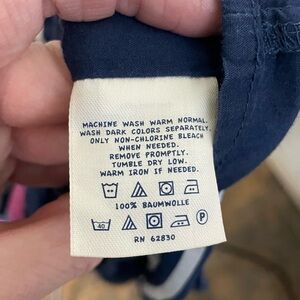 MACHINE WASH WARM NORMAL.
WASH DARK COLORS SEPARATELY.
ONLY NON-CHLORINE BLEACH
WHEN NEEDED.
REMOVE PROMPTLY.
TUMBLE DRY LOW.
WARM IRON IF NEEDED.
100% BAUMWOLLE
40 P
RN 62830